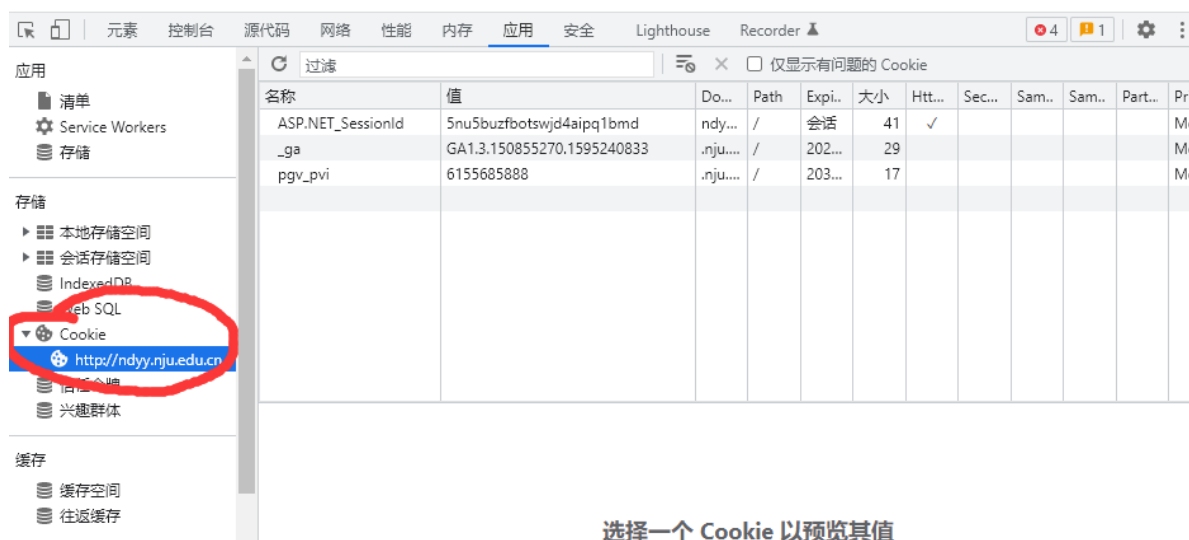 元素 控制台 源代码 网络 性能 内存 应用 安全 Lighthouse Recorder 4 1
应用
清单
Service Workers
存储
存储
本地存储空间
会话存储空间
IndexedDB
Web SQL
Cookie
http://ndyy.nju.edu.cn
兴趣群体
缓存
缓存空间
往返缓存
过滤 仅显示有问题的 Cookie
名称 值 Do... Path Expi.. 大小 Htt... Sec... Sam.. Sam.. Part... Pr
ASP.NET_SessionId 5nu5buzfbotswjd4aipq1bmd ndy... / 会话 41 ✓ M
_ga GA1.3.150855270.1595240833 .nju.... / 202... 29 M
pgv_pvi 6155685888 .nju.... / 203... 17 M
选择一个 Cookie 以预览其值